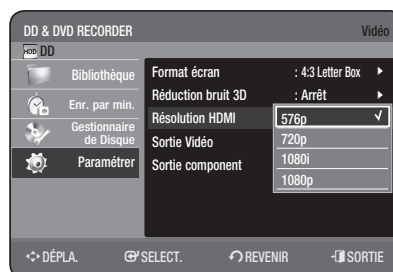 DD & DVD RECORDER Vidéo
HDD DD
Bibliothèque
Enr. par min.
Gestionnaire
de Disque
Paramétrer
Format écran : 4:3 Letter Box
Réduction bruit 3D : Arrêt
Résolution HDMI
Sortie Vidéo
Sortie component
576p
720p
1080i
1080p
DÉPLA. SELECT. REVENIR SORTIE